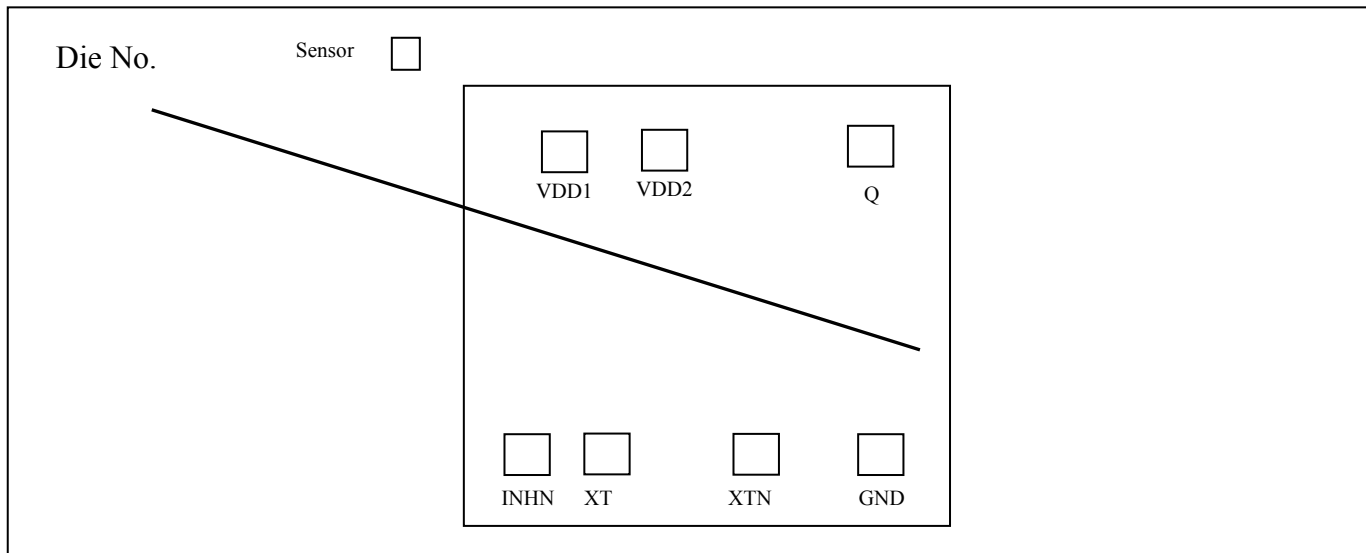 Die No.
Sensor
VDD1 VDD2 Q
INHN XT XTN GND